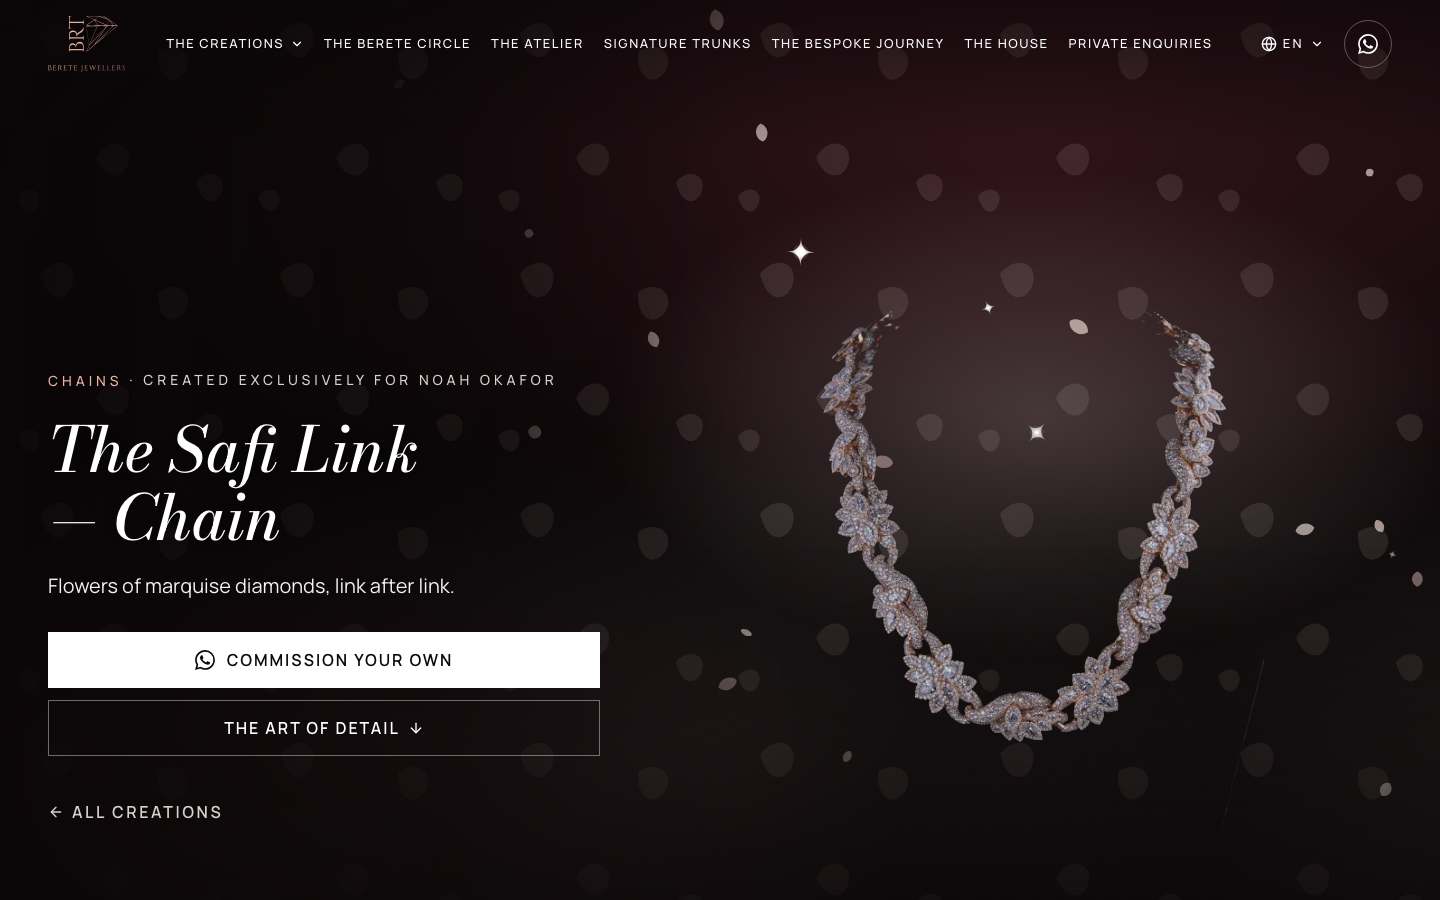 BRT
BERETE JEWELLERS
THE CREATIONS
THE BERETE CIRCLE
THE ATELIER
SIGNATURE TRUNKS
THE BESPOKE JOURNEY
THE HOUSE
PRIVATE ENQUIRIES
EN
CHAINS · CREATED EXCLUSIVELY FOR NOAH OKAFOR
The Safi Link
— Chain
Flowers of marquise diamonds, link after link.
COMMISSION YOUR OWN
THE ART OF DETAIL ↓
← ALL CREATIONS